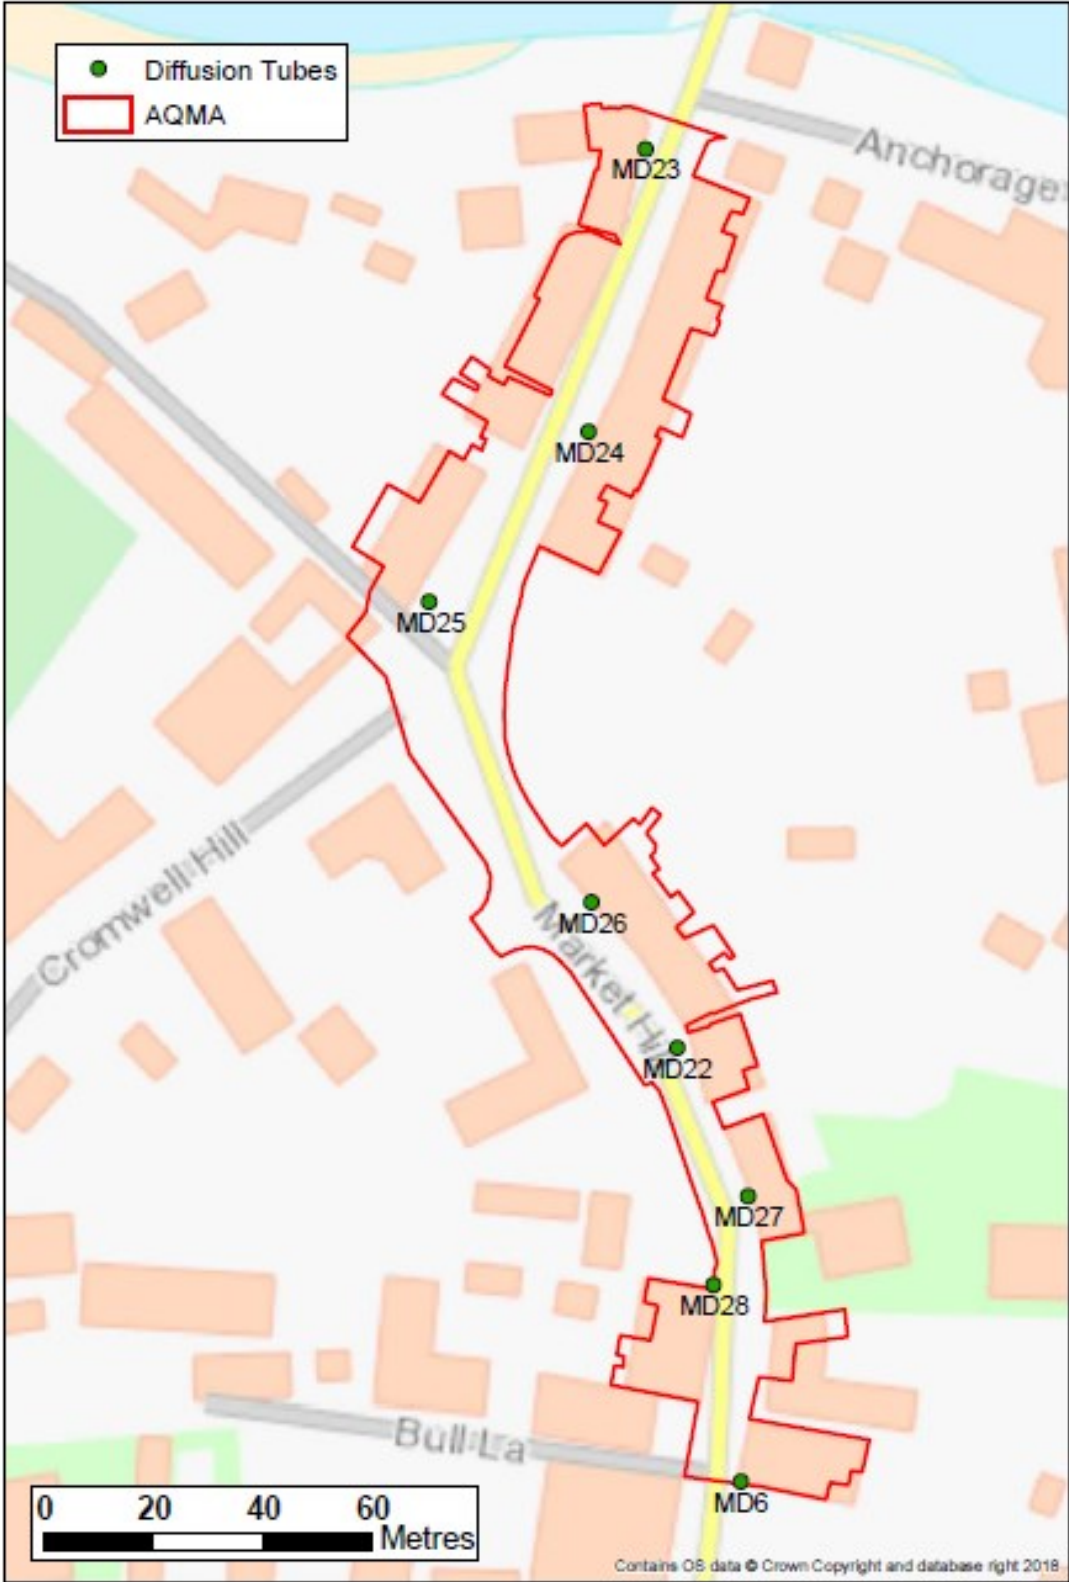 Diffusion Tubes
AQMA
Anchorage
MD23
MD24
MD25
Cromwell Hill
MD26
Market Hill
MD22
MD27
MD28
Bull La
MD6
0 20 40 60
Metres
Contains OS data © Crown Copyright and database right 2018